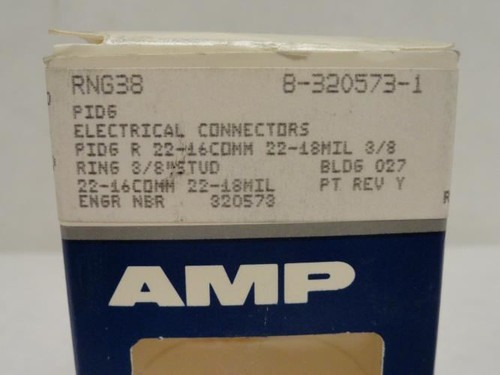 RNG38 8-320573-1
PIDG
ELECTRICAL CONNECTORS
PIDG R 22-16COMM 22-18MIL 3/8
RING 3/8 STUD BLDG 027
22-16COMM 22-18MIL PT REV Y
ENGR NBR 320573 R
AMP